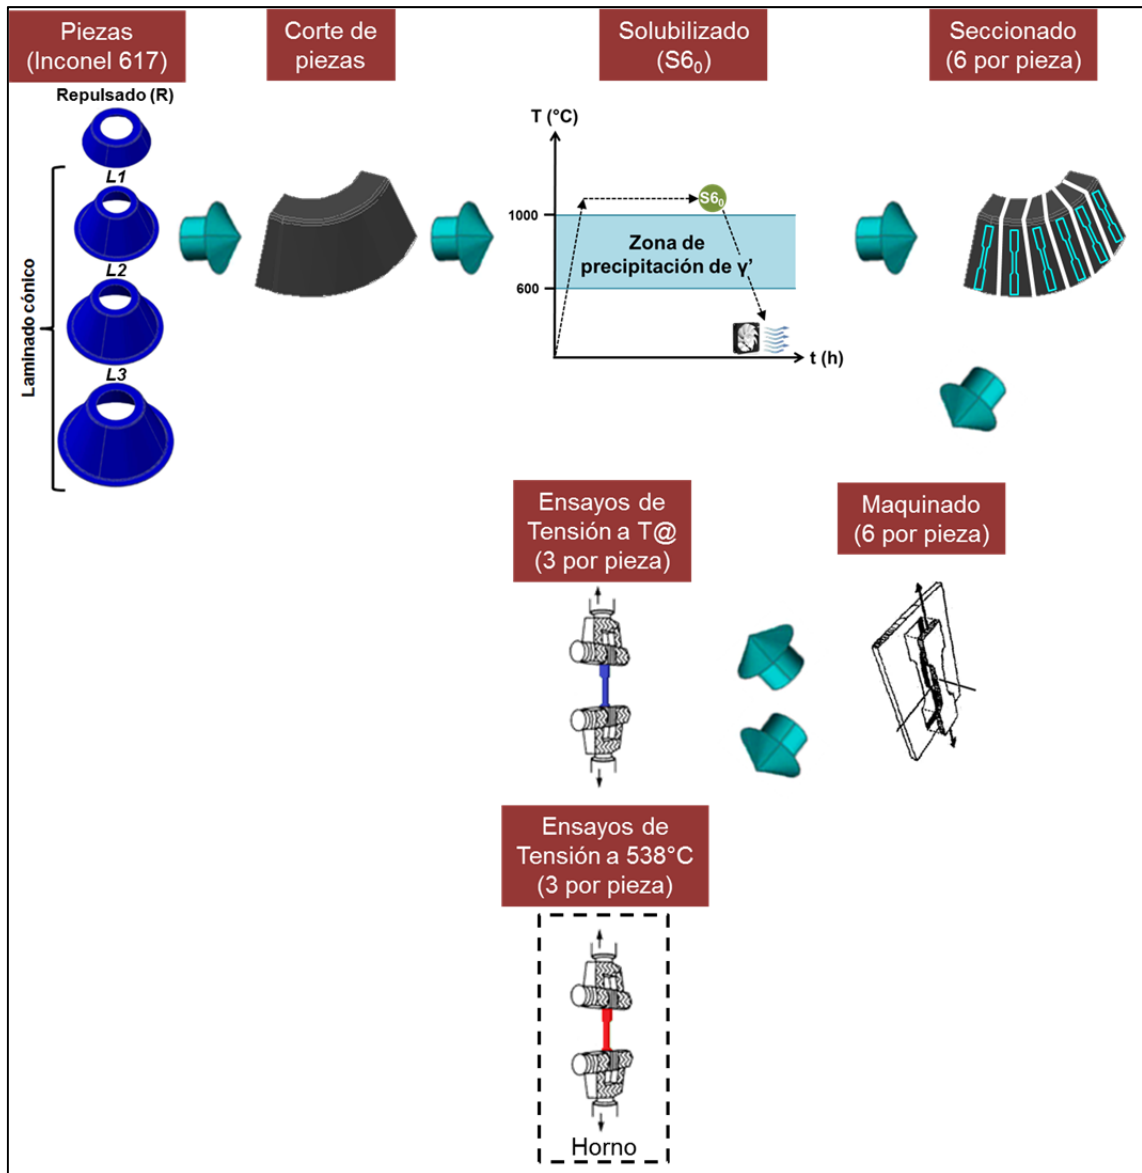 Piezas
(Inconel 617)
Corte de
piezas
Solubilizado
(S6₀)
Seccionado
(6 por pieza)
Repulsado (R)
L1
L2
L3
Laminado cónico
T (°C)
1000
600
S6₀
Zona de
precipitación de γ’
t (h)
Ensayos de
Tensión a T@
(3 por pieza)
Maquinado
(6 por pieza)
Ensayos de
Tensión a 538°C
(3 por pieza)
Horno